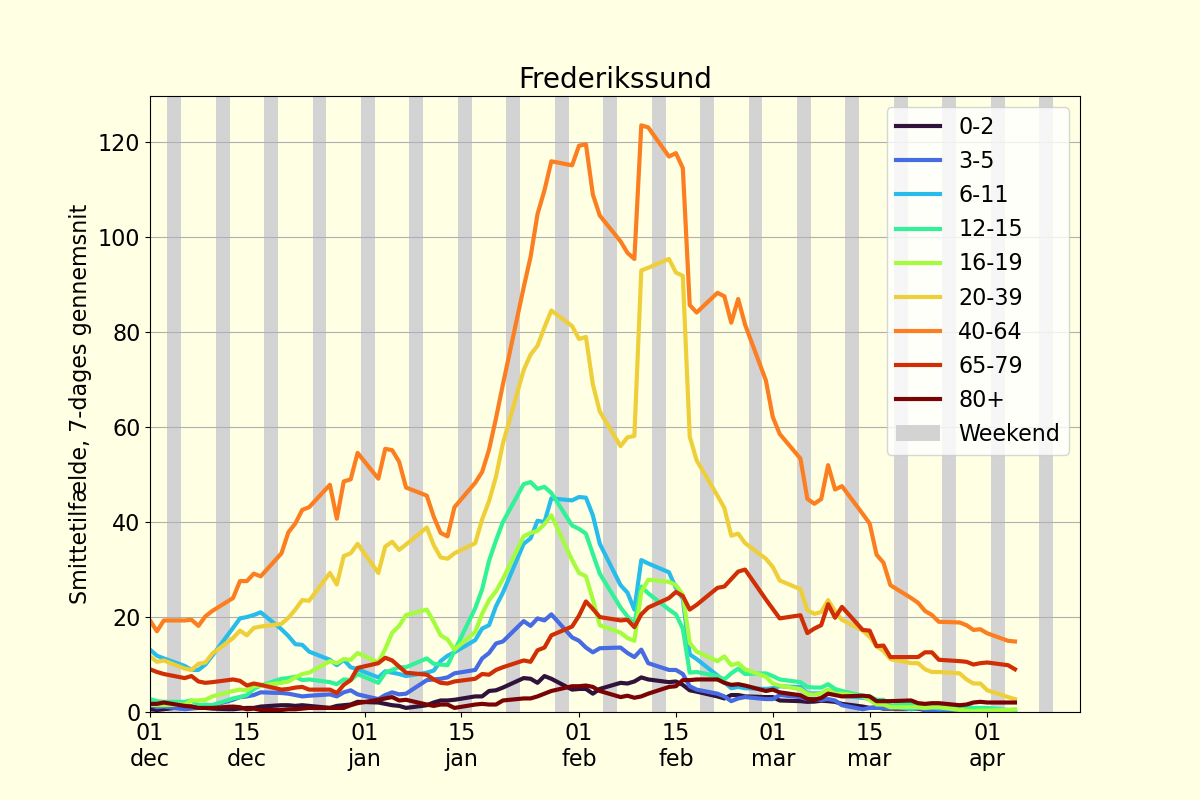 Frederikssund
Smittetilfælde, 7-dages gennemsnit
120
100
80
60
40
20
0
01 dec
15 dec
01 jan
15 jan
01 feb
15 feb
01 mar
15 mar
01 apr
0-2
3-5
6-11
12-15
16-19
20-39
40-64
65-79
80+
Weekend